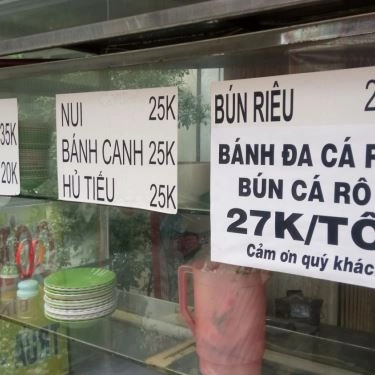 35K
20K
NUI 25K
BÁNH CANH 25K
HỦ TIẾU 25K
BÚN RIÊU 2
BÁNH ĐA CÁ R
BÚN CÁ RÔ
27K/TÔ
Cảm ơn quý khác